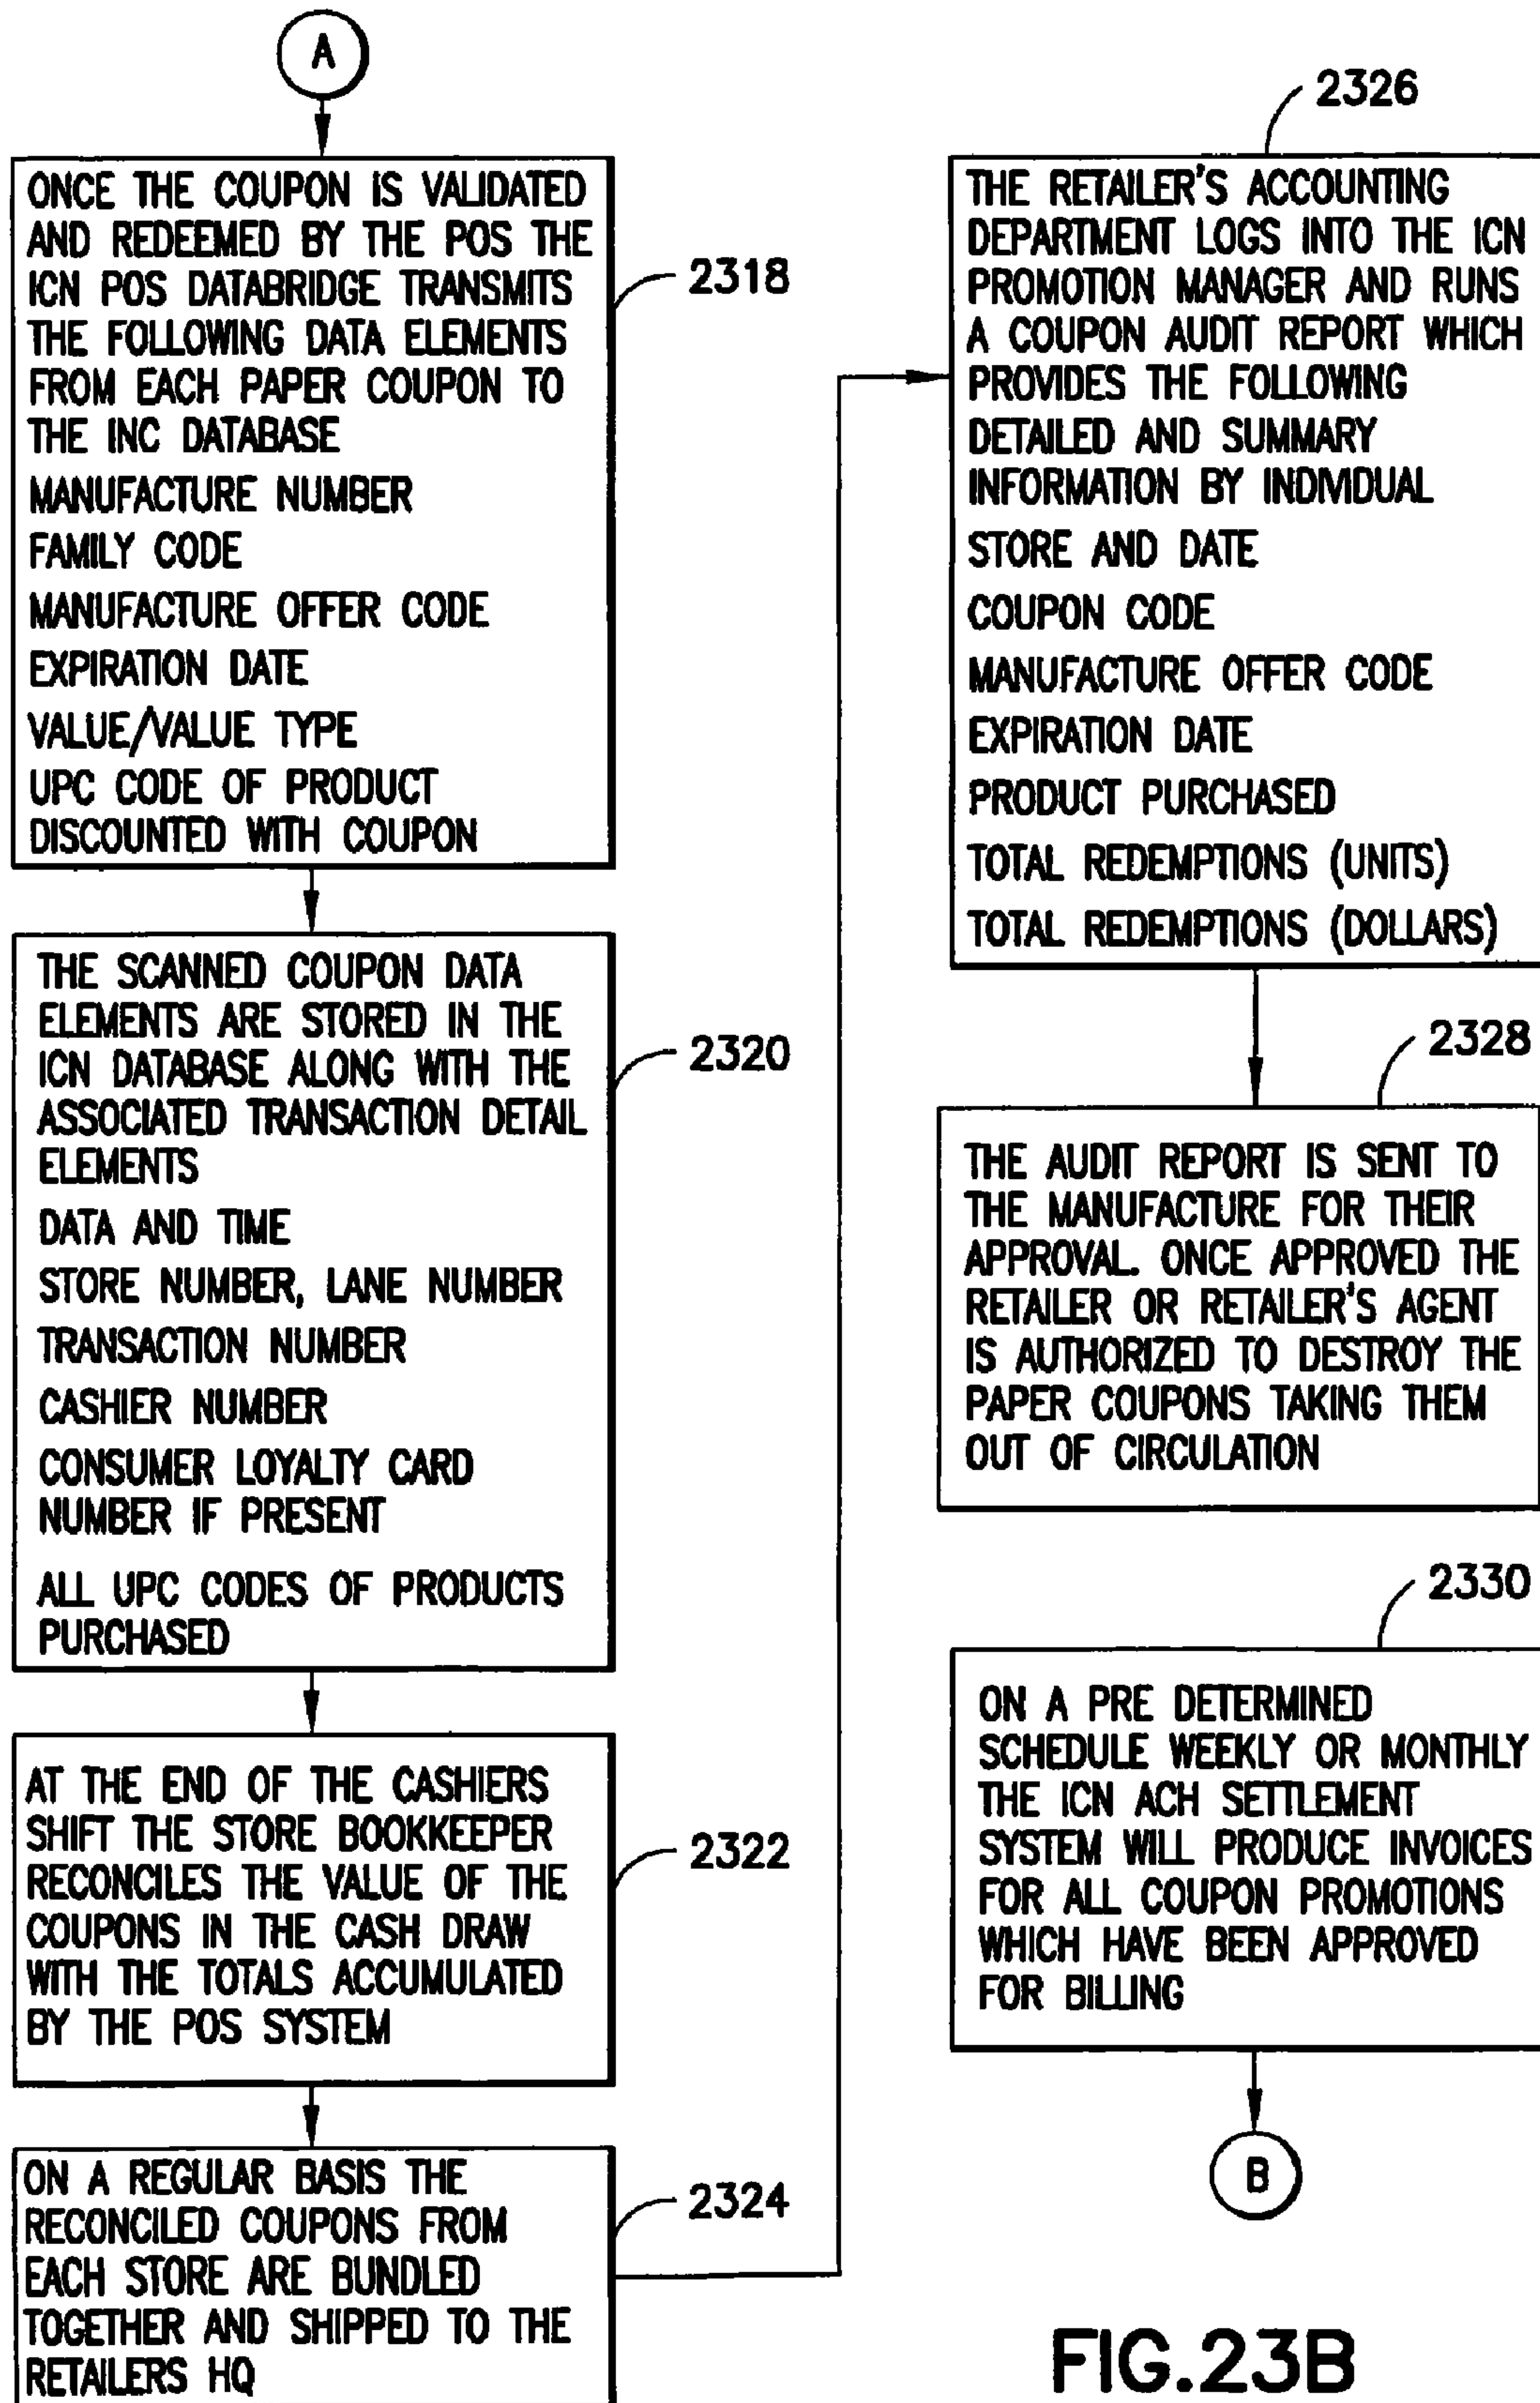 A
ONCE THE COUPON IS VALIDATED
AND REDEEMED BY THE POS THE
ICN POS DATABRIDGE TRANSMITS
THE FOLLOWING DATA ELEMENTS
FROM EACH PAPER COUPON TO
THE INC DATABASE
MANUFACTURE NUMBER
FAMILY CODE
MANUFACTURE OFFER CODE
EXPIRATION DATE
VALUE/VALUE TYPE
UPC CODE OF PRODUCT
DISCOUNTED WITH COUPON
2318
THE SCANNED COUPON DATA
ELEMENTS ARE STORED IN THE
ICN DATABASE ALONG WITH THE
ASSOCIATED TRANSACTION DETAIL
ELEMENTS
DATA AND TIME
STORE NUMBER, LANE NUMBER
TRANSACTION NUMBER
CASHIER NUMBER
CONSUMER LOYALTY CARD
NUMBER IF PRESENT
ALL UPC CODES OF PRODUCTS
PURCHASED
2320
AT THE END OF THE CASHIERS
SHIFT THE STORE BOOKKEEPER
RECONCILES THE VALUE OF THE
COUPONS IN THE CASH DRAW
WITH THE TOTALS ACCUMULATED
BY THE POS SYSTEM
2322
ON A REGULAR BASIS THE
RECONCILED COUPONS FROM
EACH STORE ARE BUNDLED
TOGETHER AND SHIPPED TO THE
RETAILERS HQ
2324
2326
THE RETAILER'S ACCOUNTING
DEPARTMENT LOGS INTO THE ICN
PROMOTION MANAGER AND RUNS
A COUPON AUDIT REPORT WHICH
PROVIDES THE FOLLOWING
DETAILED AND SUMMARY
INFORMATION BY INDIVIDUAL
STORE AND DATE
COUPON CODE
MANUFACTURE OFFER CODE
EXPIRATION DATE
PRODUCT PURCHASED
TOTAL REDEMPTIONS (UNITS)
TOTAL REDEMPTIONS (DOLLARS)
2328
THE AUDIT REPORT IS SENT TO
THE MANUFACTURE FOR THEIR
APPROVAL. ONCE APPROVED THE
RETAILER OR RETAILER'S AGENT
IS AUTHORIZED TO DESTROY THE
PAPER COUPONS TAKING THEM
OUT OF CIRCULATION
2330
ON A PRE DETERMINED
SCHEDULE WEEKLY OR MONTHLY
THE ICN ACH SETTLEMENT
SYSTEM WILL PRODUCE INVOICES
FOR ALL COUPON PROMOTIONS
WHICH HAVE BEEN APPROVED
FOR BILLING
B
FIG.23B